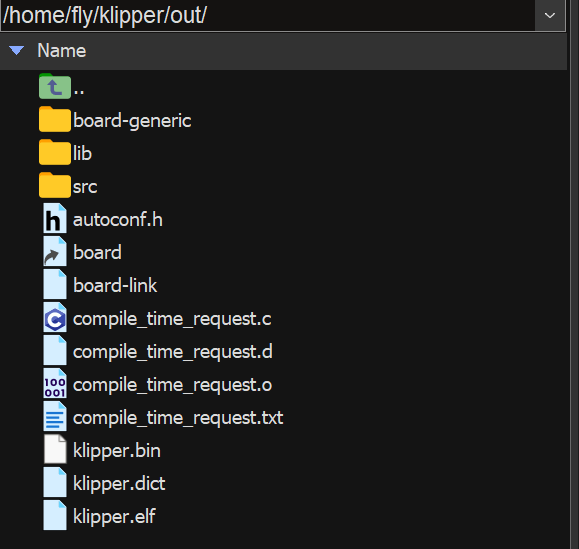 /home/fly/klipper/out/
Name
..
board-generic
lib
src
autoconf.h
board
board-link
compile_time_request.c
compile_time_request.d
compile_time_request.o
compile_time_request.txt
klipper.bin
klipper.dict
klipper.elf